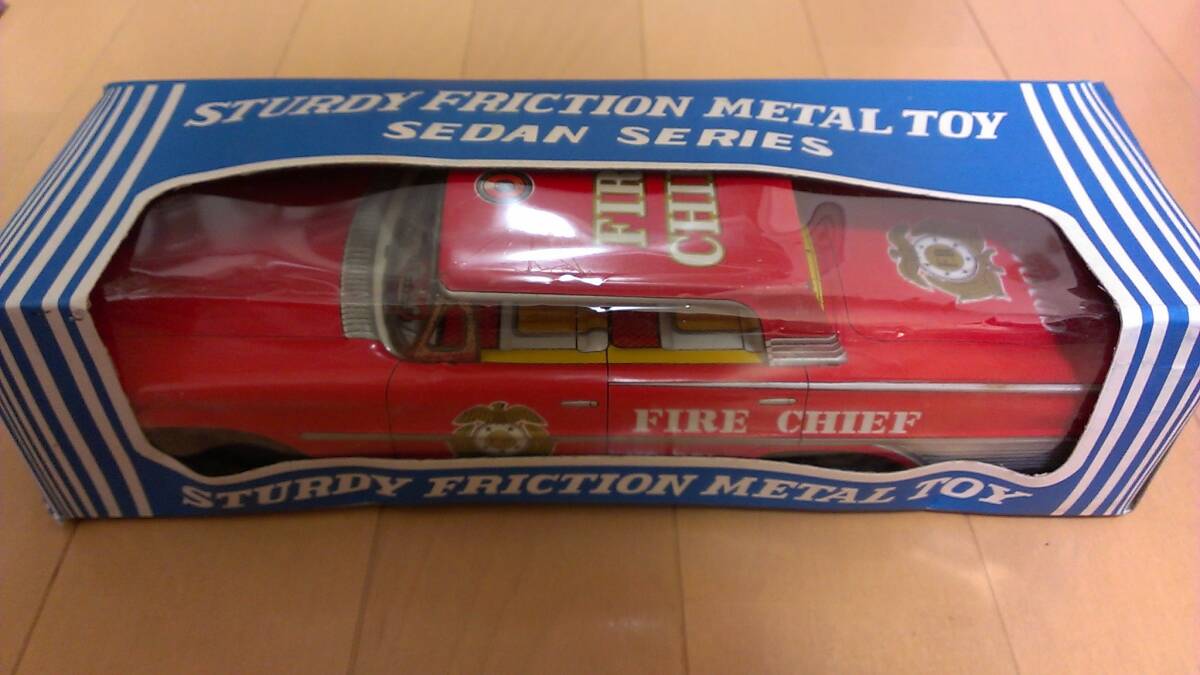 STURDY FRICTION METAL TOY
SEDAN SERIES
FIRE CHIEF
STURDY FRICTION METAL TOY